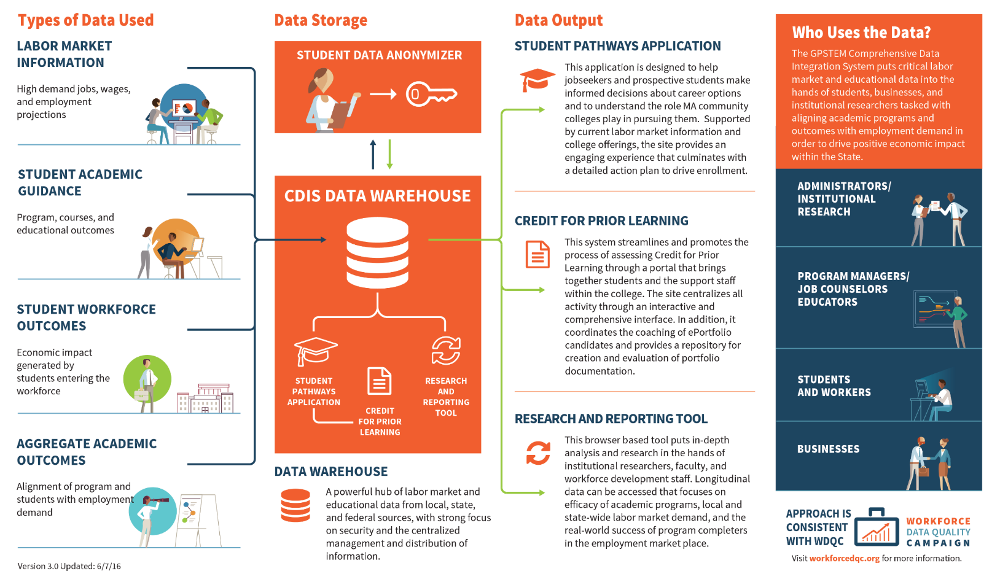 Types of Data Used
LABOR MARKET
INFORMATION
High demand jobs, wages,
and employment
projections
STUDENT ACADEMIC
GUIDANCE
Program, courses, and
educational outcomes
STUDENT WORKFORCE
OUTCOMES
Economic impact
generated by
students entering the
workforce
AGGREGATE ACADEMIC
OUTCOMES
Alignment of program and
students with employment
demand
Version 3.0 Updated: 6/7/16
Data Storage
STUDENT DATA ANONYMIZER
CDIS DATA WAREHOUSE
STUDENT
PATHWAYS
APPLICATION
CREDIT
FOR PRIOR
LEARNING
RESEARCH
AND
REPORTING
TOOL
DATA WAREHOUSE
A powerful hub of labor market and
educational data from local, state,
and federal sources, with strong focus
on security and the centralized
management and distribution of
information.
Data Output
STUDENT PATHWAYS APPLICATION
This application is designed to help
jobseekers and prospective students make
informed decisions about career options
and to understand the role MA community
colleges play in pursuing them. Supported
by current labor market information and
college offerings, the site provides an
engaging experience that culminates with
a detailed action plan to drive enrollment.
CREDIT FOR PRIOR LEARNING
This system streamlines and promotes the
process of assessing Credit for Prior
Learning through a portal that brings
together students and the support staff
within the college. The site centralizes all
activity through an interactive and
comprehensive interface. In addition, it
coordinates the coaching of ePortfolio
candidates and provides a repository for
creation and evaluation of portfolio
documentation.
RESEARCH AND REPORTING TOOL
This browser based tool puts in-depth
analysis and research in the hands of
institutional researchers, faculty, and
workforce development staff. Longitudinal
data can be accessed that focuses on
efficacy of academic programs, local and
state-wide labor market demand, and the
real-world success of program completers
in the employment market place.
Who Uses the Data?
The GPSTEM Comprehensive Data
Integration System puts critical labor
market and educational data into the
hands of students, businesses, and
institutional researchers tasked with
aligning academic programs and
outcomes with employment demand in
order to drive positive economic impact
within the State.
ADMINISTRATORS/
INSTITUTIONAL
RESEARCH
PROGRAM MANAGERS/
JOB COUNSELORS
EDUCATORS
STUDENTS
AND WORKERS
BUSINESSES
APPROACH IS
CONSISTENT
WITH WDQC
WORKFORCE
DATA QUALITY
CAMPAIGN
Visit workforcedqc.org for more information.